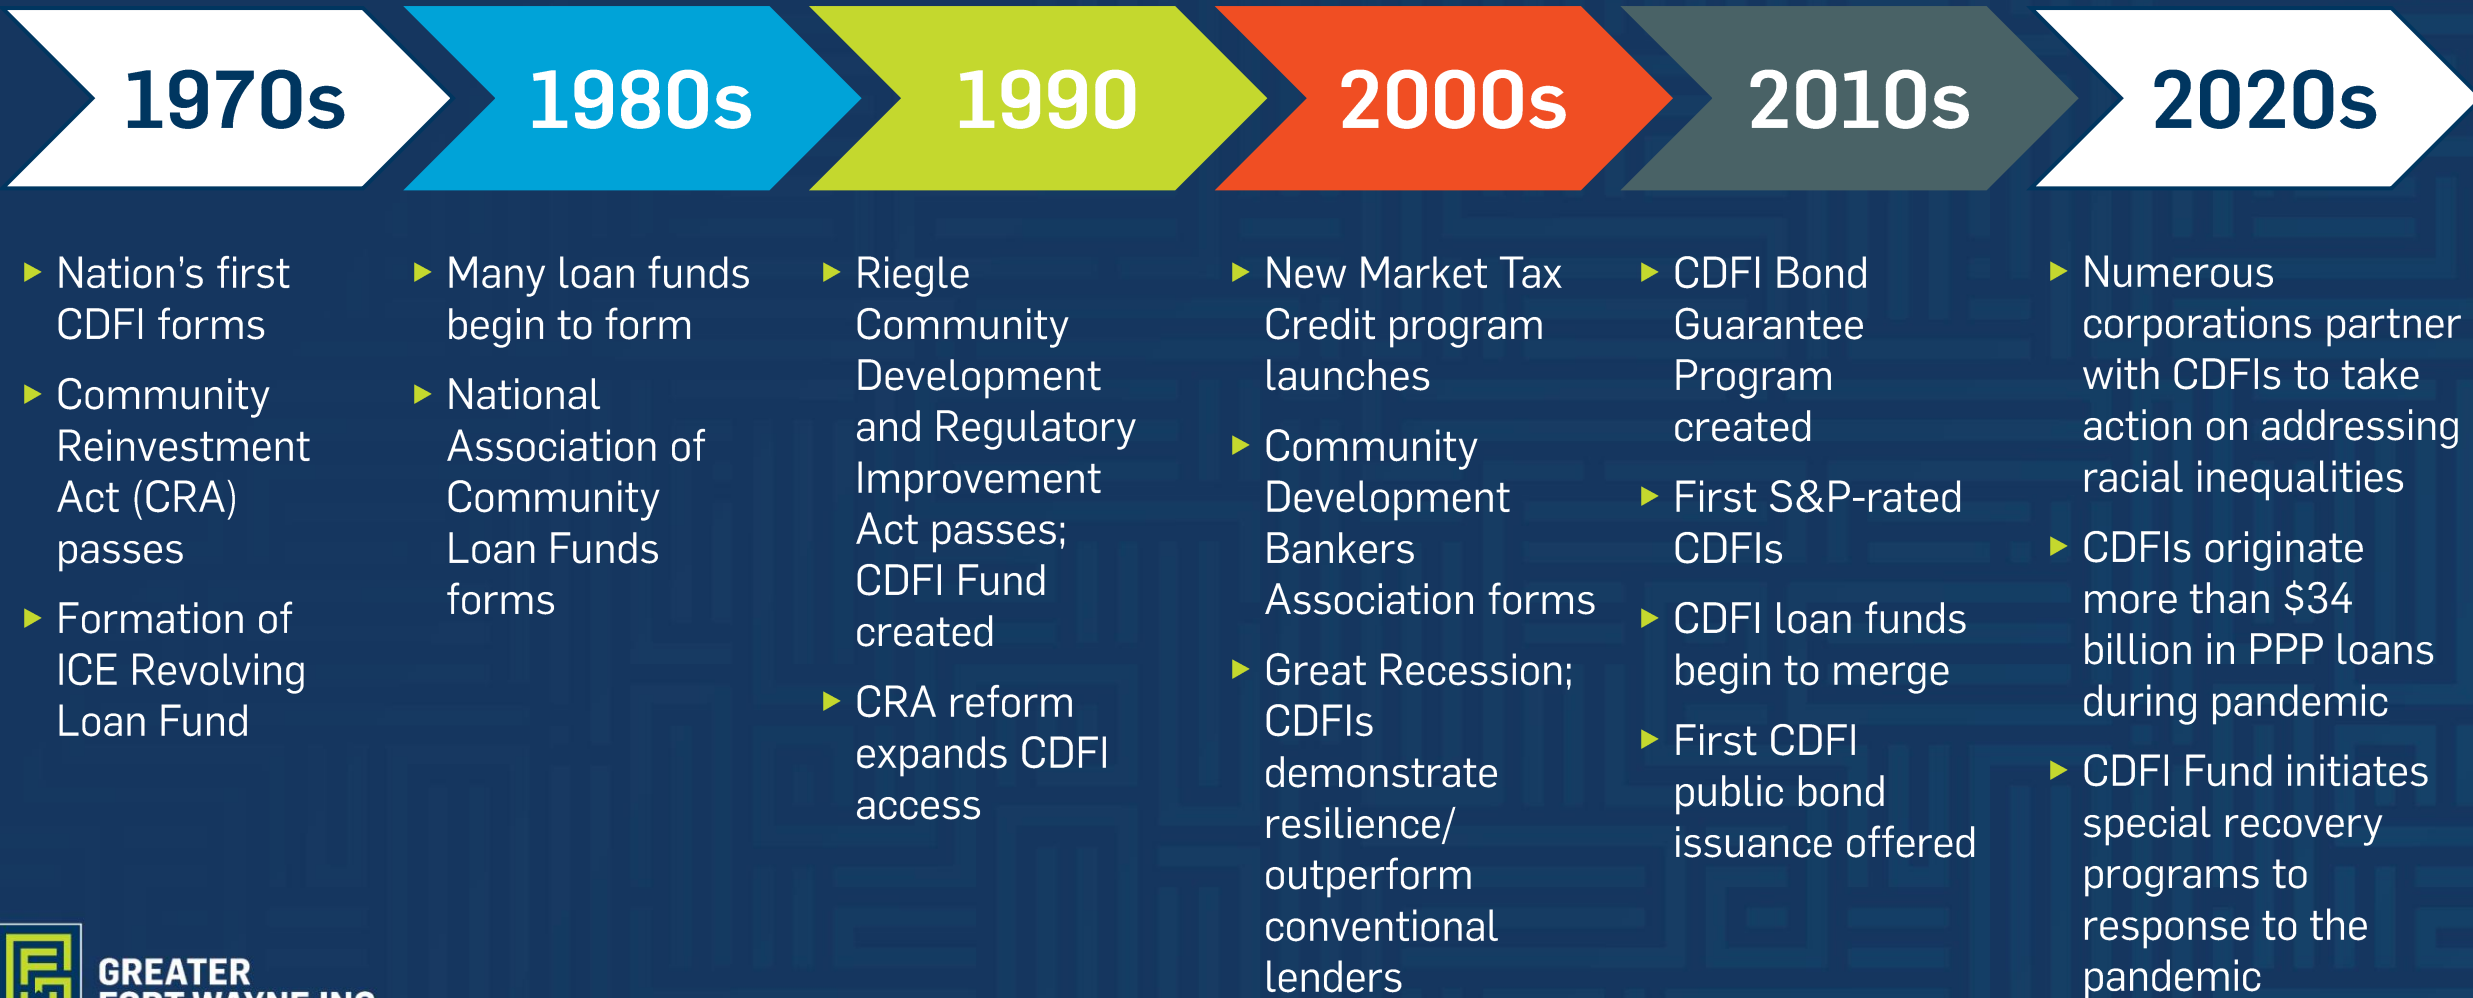 1970s
1980s
1990
2000s
2010s
2020s
Nation's first
CDFI forms
Community
Reinvestment
Act (CRA)
passes
Formation of
ICE Revolving
Loan Fund
Many loan funds
begin to form
National
Association of
Community
Loan Funds
forms
Riegle
Community
Development
and Regulatory
Improvement
Act passes;
CDFI Fund
created
CRA reform
expands CDFI
access
New Market Tax
Credit program
launches
Community
Development
Bankers
Association forms
Great Recession;
CDFIs
demonstrate
resilience/
outperform
conventional
lenders
CDFI Bond
Guarantee
Program
created
First S&P-rated
CDFIs
CDFI loan funds
begin to merge
First CDFI
public bond
issuance offered
Numerous
corporations partner
with CDFIs to take
action on addressing
racial inequalities
CDFIs originate
more than $34
billion in PPP loans
during pandemic
CDFI Fund initiates
special recovery
programs to
response to the
pandemic
GREATER
FORT WAYNE INC